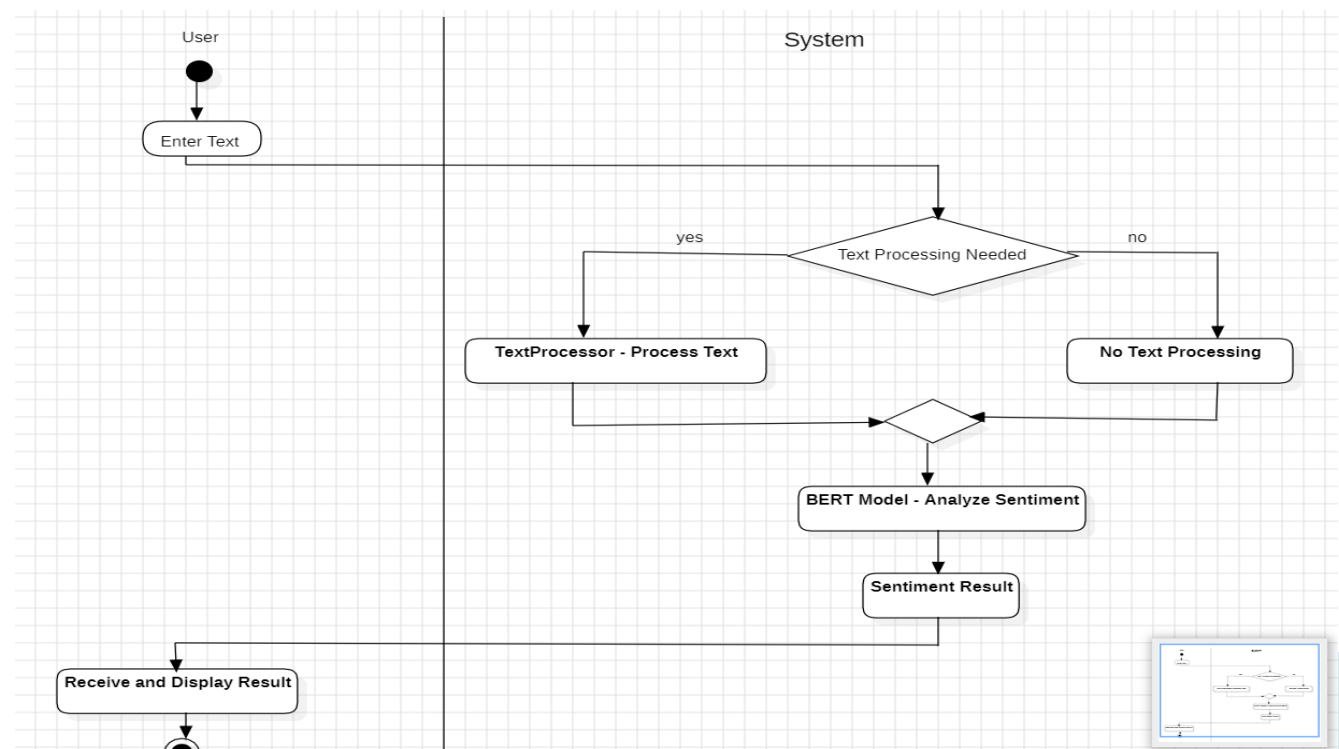 User
System
Enter Text
yes
no
Text Processing Needed
TextProcessor - Process Text
No Text Processing
BERT Model - Analyze Sentiment
Sentiment Result
Receive and Display Result